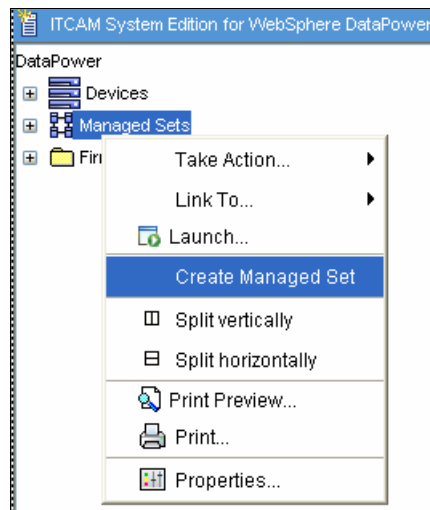 ITCAM System Edition for WebSphere DataPower
DataPower
Devices
Managed Sets
Take Action...
Link To...
Launch...
Create Managed Set
Split vertically
Split horizontally
Print Preview...
Print...
Properties...